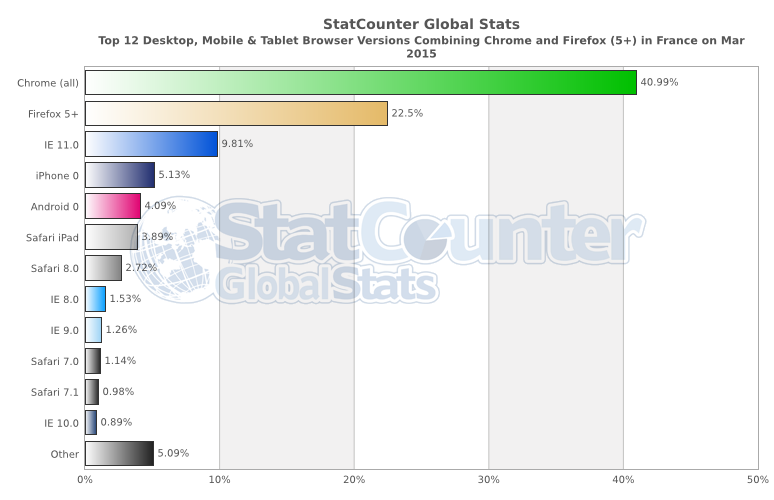 StatCounter Global Stats
Top 12 Desktop, Mobile & Tablet Browser Versions Combining Chrome and Firefox (5+) in France on Mar
2015
Chrome (all) 40.99%
Firefox 5+ 22.5%
IE 11.0 9.81%
iPhone 0 5.13%
Android 0 4.09%
Safari iPad 3.89%
StatCounter
Safari 8.0 2.72%
GlobalStats
IE 8.0 1.53%
IE 9.0 1.26%
Safari 7.0 1.14%
Safari 7.1 0.98%
IE 10.0 0.89%
Other 5.09%
0% 10% 20% 30% 40% 50%